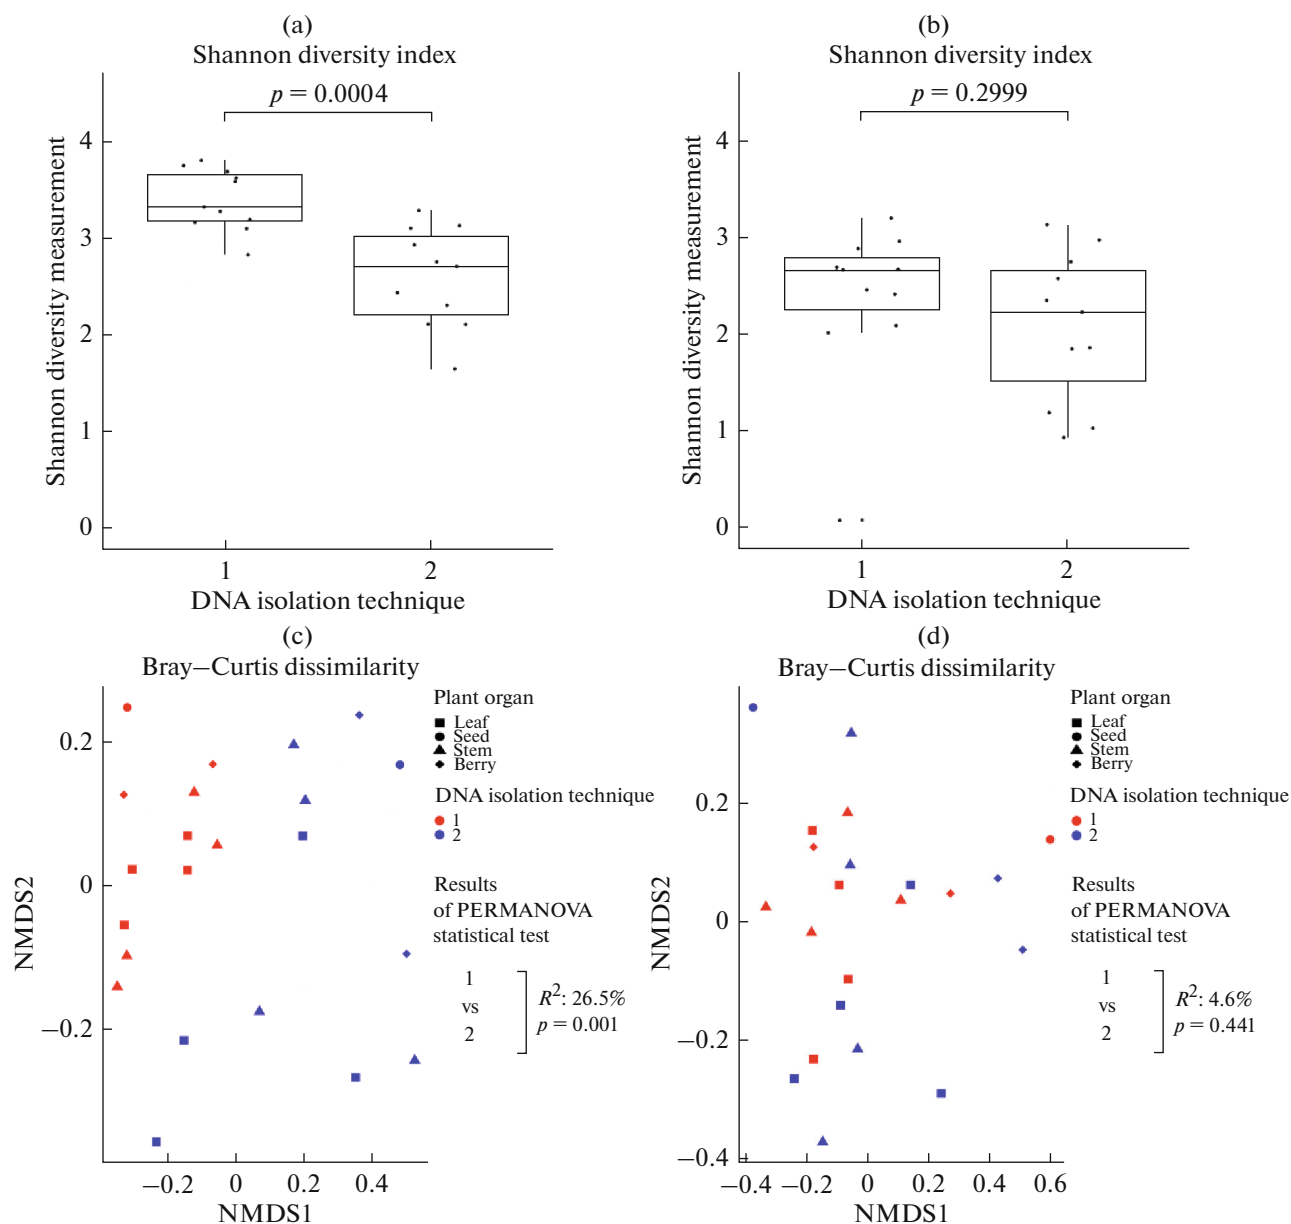 (a)
Shannon diversity index
p = 0.0004
Shannon diversity measurement
4
3
2
1
0
1
2
DNA isolation technique
(b)
Shannon diversity index
p = 0.2999
Shannon diversity measurement
4
3
2
1
0
1
2
DNA isolation technique
(c)
Bray–Curtis dissimilarity
NMDS2
0.2
0
−0.2
−0.2
0
0.2
0.4
NMDS1
Plant organ
Leaf
Seed
Stem
Berry
DNA isolation technique
1
2
Results
of PERMANOVA
statistical test
1
vs
2
R²: 26.5%
p = 0.001
(d)
Bray–Curtis dissimilarity
NMDS2
0.2
0
−0.2
−0.4
−0.4
−0.2
0
0.2
0.4
0.6
NMDS1
Plant organ
Leaf
Seed
Stem
Berry
DNA isolation technique
1
2
Results
of PERMANOVA
statistical test
1
vs
2
R²: 4.6%
p = 0.441